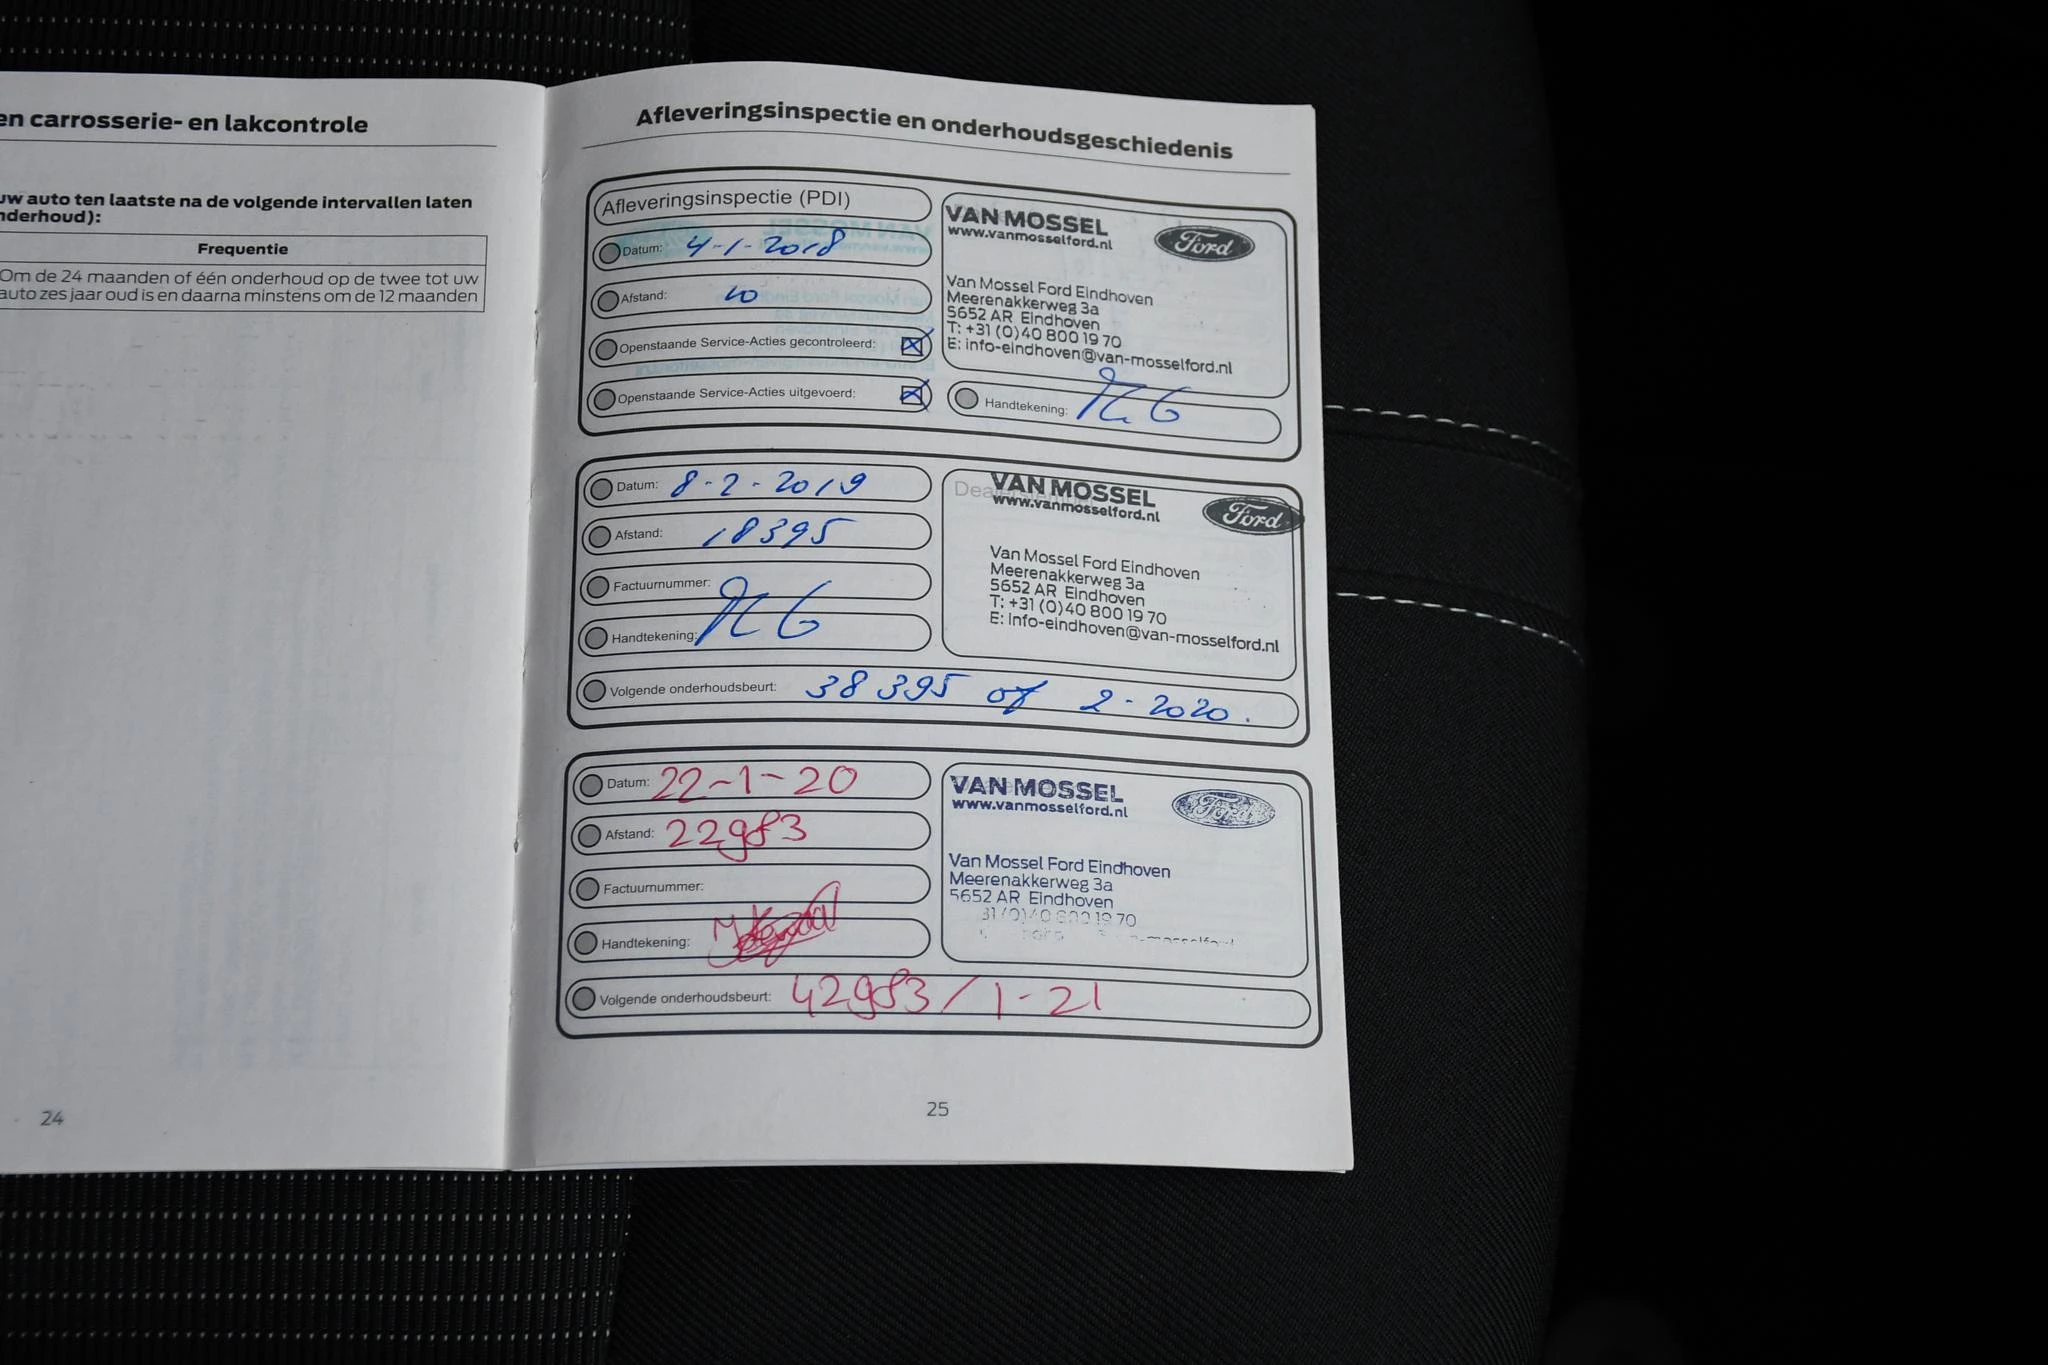 en carrosserie- en lakcontrole
uw auto ten laatste na de volgende intervallen laten
nderhoud):
Frequentie
Om de 24 maanden of één onderhoud op de twee tot uw
auto zes jaar oud is en daarna minstens om de 12 maanden
24
Afleveringsinspectie en onderhoudsgeschiedenis
Afleveringsinspectie (PDI)
Datum: 4-1-2018
Afstand: 10
Openstaande Service-Acties gecontroleerd:
Openstaande Service-Acties uitgevoerd:
VAN MOSSEL
www.vanmosselford.nl
Ford
Van Mossel Ford Eindhoven
Meerenakkerweg 3a
5652 AR Eindhoven
T: +31 (0)40 800 19 70
E: info-eindhoven@van-mosselford.nl
Handtekening:
Datum: 8-2-2019
Afstand: 18395
Factuurnummer:
Handtekening:
VAN MOSSEL
www.vanmosselford.nl
Ford
Van Mossel Ford Eindhoven
Meerenakkerweg 3a
5652 AR Eindhoven
T: +31 (0)40 800 19 70
E: info-eindhoven@van-mosselford.nl
Volgende onderhoudsbeurt: 38395 of 2-2020.
Datum: 22-1-20
Afstand: 22983
Factuurnummer:
Handtekening:
VAN MOSSEL
www.vanmosselford.nl
Ford
Van Mossel Ford Eindhoven
Meerenakkerweg 3a
5652 AR Eindhoven
31 (0)40 800 19 70
Volgende onderhoudsbeurt: 42983 / 1-21
25